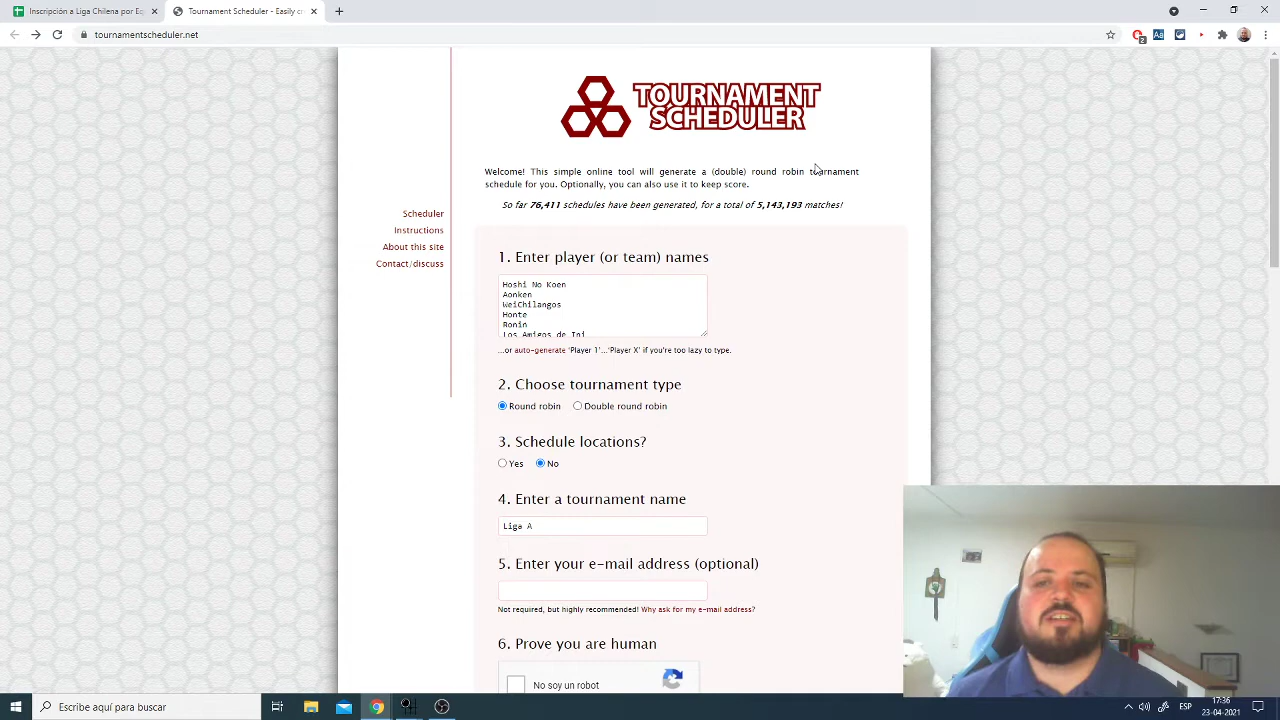 Inscripción a Liga Chilena por Eq
Tournament Scheduler - Easily cr
tournamentscheduler.net
TOURNAMENT
SCHEDULER
Welcome! This simple online tool will generate a (double) round robin tournament
schedule for you. Optionally, you can also use it to keep score.
So far 76,411 schedules have been generated, for a total of 5,143,193 matches!
Scheduler
Instructions
About this site
Contact/discuss
1. Enter player (or team) names
Hoshi No Koen
Aonken
WeiChilangos
Honte
Ronin
Los Amigos de Ini
...or auto-generate 'Player 1'...'Player X' if you're too lazy to type.
2. Choose tournament type
Round robin
Double round robin
3. Schedule locations?
Yes
No
4. Enter a tournament name
Liga A
5. Enter your e-mail address (optional)
Not required, but highly recommended! Why ask for my e-mail address?
6. Prove you are human
No soy un robot
Escribe aquí para buscar
ESP
17:36
23-04-2021